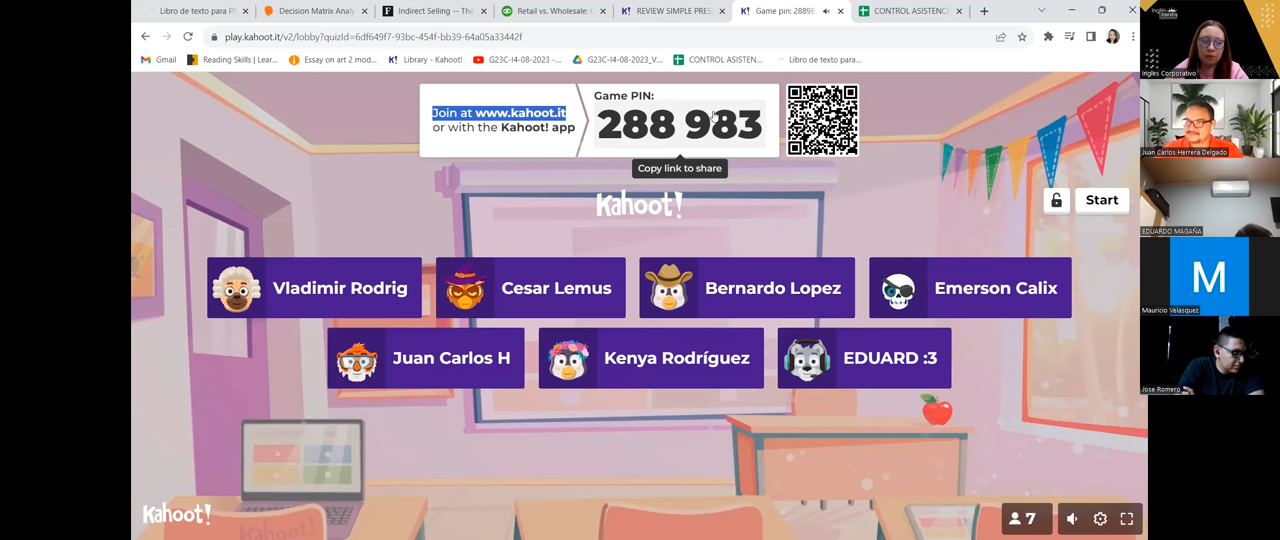 Libro de texto para P
Decision Matrix Anal
Indirect Selling -- The
Retail vs. Wholesale: C
REVIEW SIMPLE PRES
Game pin: 28898
CONTROL ASISTENC
play.kahoot.it/v2/lobby?quizId=6df649f7-93bc-454f-bb39-64a05a33442f
Gmail
Reading Skills | Lear...
Essay on art 2 mod...
Library - Kahoot!
G23C-I4-08-2023 -...
G23C-I4-08-2023_V...
CONTROL ASISTEN...
Libro de texto para...
Join at www.kahoot.it
or with the Kahoot! app
Game PIN:
288 983
Copy link to share
Kahoot!
Start
Vladimir Rodrig
Cesar Lemus
Bernardo Lopez
Emerson Calix
Juan Carlos H
Kenya Rodríguez
EDUARD :3
Kahoot!
7
Ingles Corporativo
Juan Carlos Herrera Delgado
EDUARDO MAGAÑA
M
Mauricio Velasquez
Jose Romero